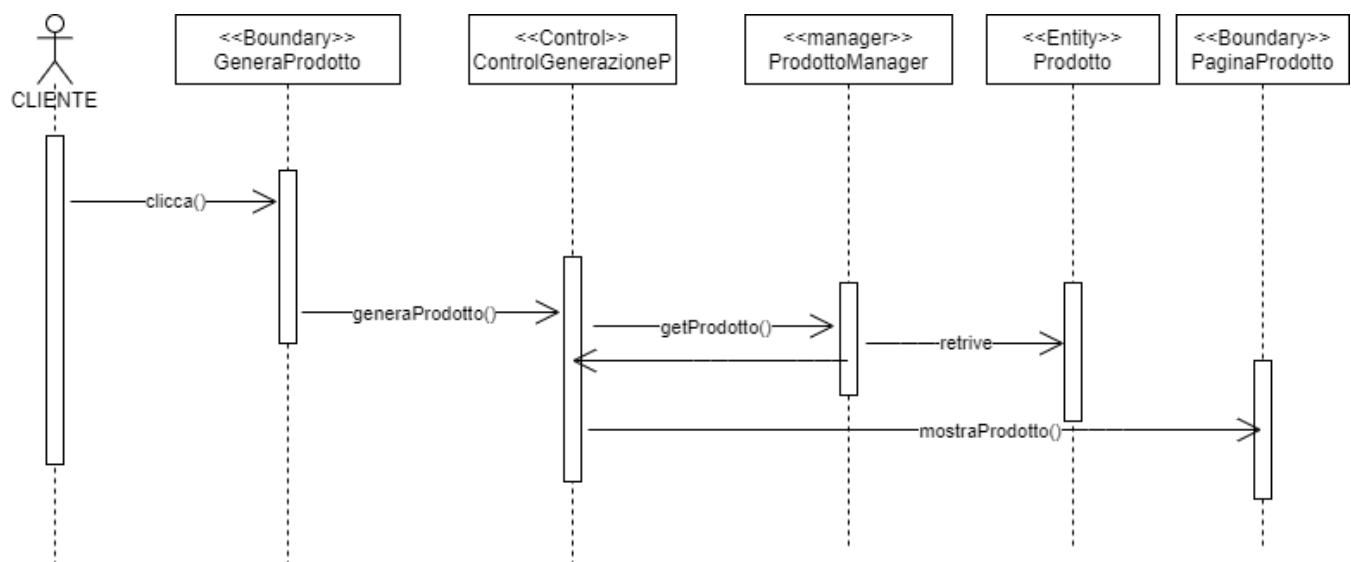 CLIENTE
<<Boundary>>
GeneraProdotto
<<Control>>
ControlGenerazioneP
<<manager>>
ProdottoManager
<<Entity>>
Prodotto
<<Boundary>>
PaginaProdotto
clicca()
generaProdotto()
getProdotto()
retrive
mostraProdotto()